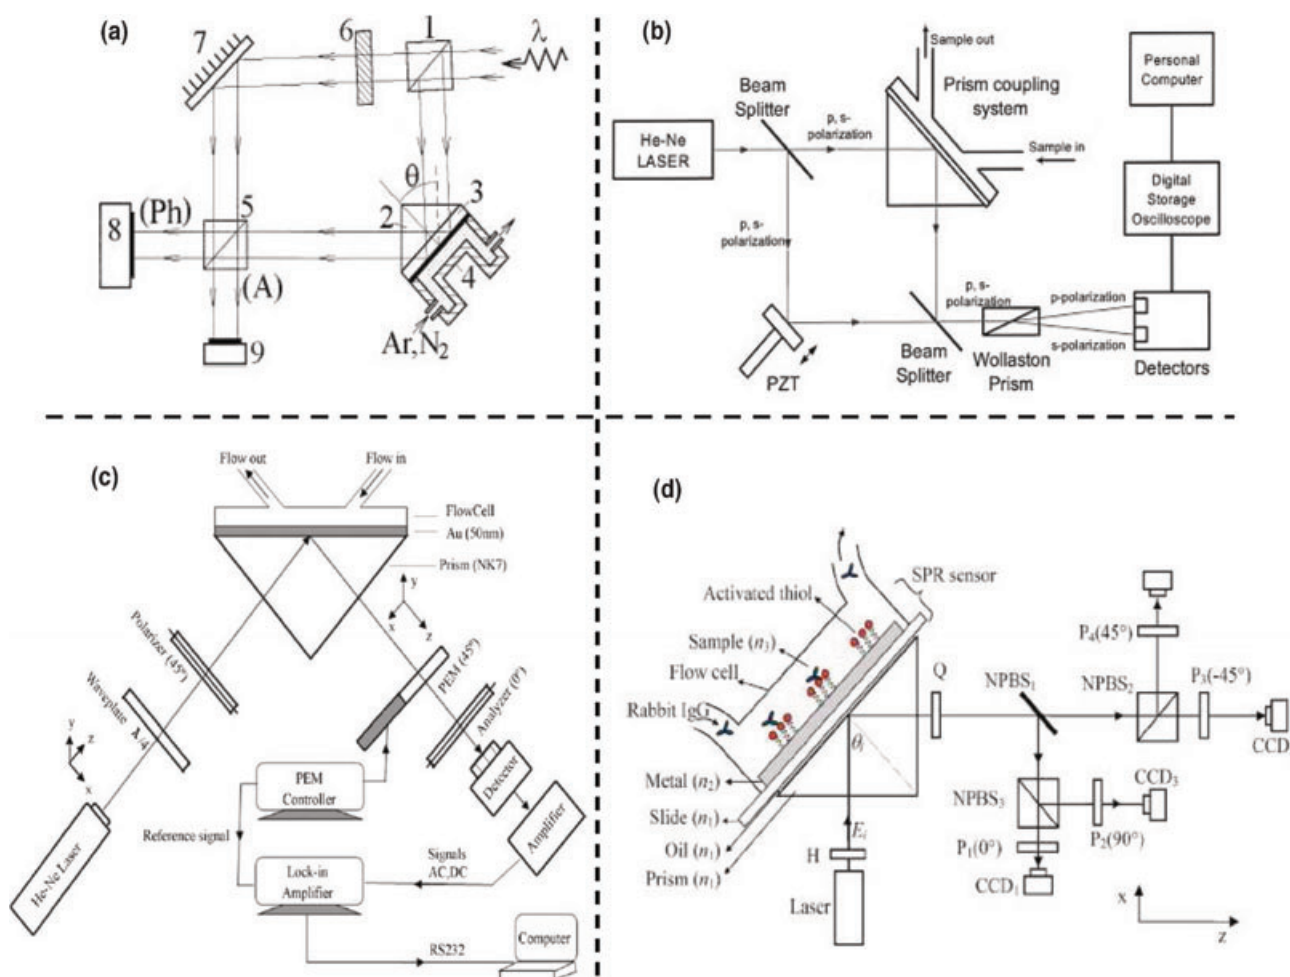 (a)
7
6
1
λ
θ
3
(Ph)
5
2
8
4
(A)
Ar,N2
9
(b)
Sample out
Personal
Computer
Beam
Splitter
Prism coupling
system
p, s-
polarization
He-Ne
LASER
Sample in
Digital
Storage
Oscilloscope
p, s-
polarization
p, s-
polarization
p-polarization
s-polarization
PZT
Beam
Splitter
Wollaston
Prism
Detectors
(c)
Flow out
Flow in
FlowCell
Au (50nm)
Prism (NK7)
y
x
z
Polarizer (45°)
Waveplate λ/4
PEM (45°)
Analyzer (0°)
y
z
x
Detector
PEM
Controller
Amplifier
Reference signal
Signals
AC,DC
He-Ne Laser
Lock-in
Amplifier
RS232
Computer
(d)
SPR sensor
Activated thiol
Sample (n3)
P4(45°)
Flow cell
Q
NPBS1
NPBS2
P3(-45°)
Rabbit IgG
θi
CCD
Metal (n2)
CCD3
NPBS3
Slide (n1)
Ei
P2(90°)
Oil (n1)
H
P1(0°)
Prism (n1)
CCD1
Laser
x
z